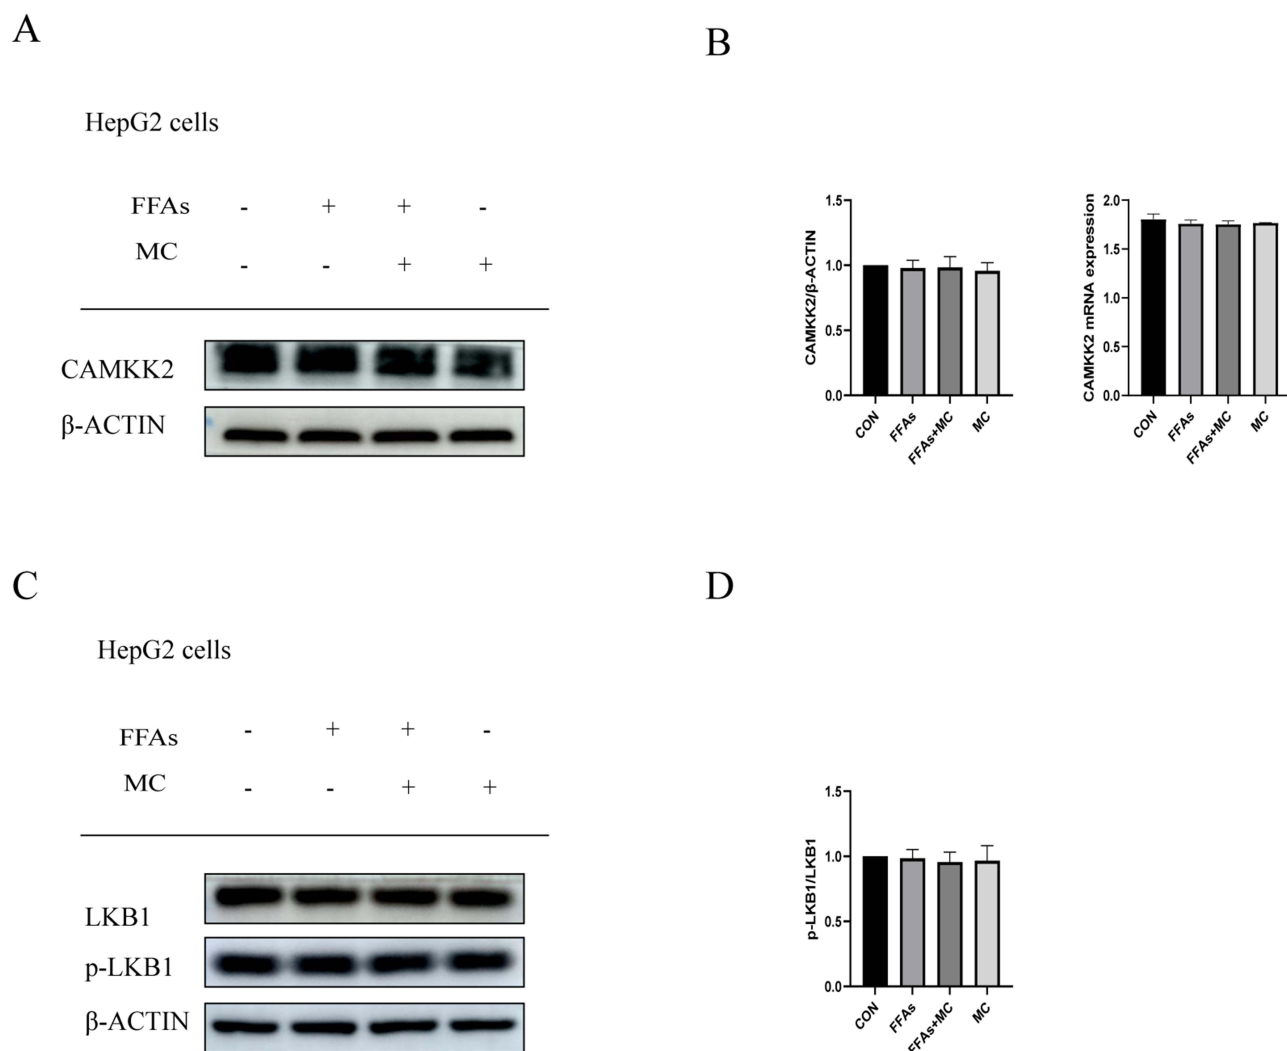 A
HepG2 cells
FFAs - + + -
MC - - + +
CAMKK2
β-ACTIN
B
CAMKK2/β-ACTIN
1.5
1.0
0.5
0.0
CON
FFAs
FFAs+MC
MC
CAMKK2 mRNA expression
2.0
1.5
1.0
0.5
0.0
CON
FFAs
FFAs+MC
MC
C
HepG2 cells
FFAs - + + -
MC - - + +
LKB1
p-LKB1
β-ACTIN
D
p-LKB1/LKB1
1.5
1.0
0.5
0.0
CON
FFAs
FFAs+MC
MC